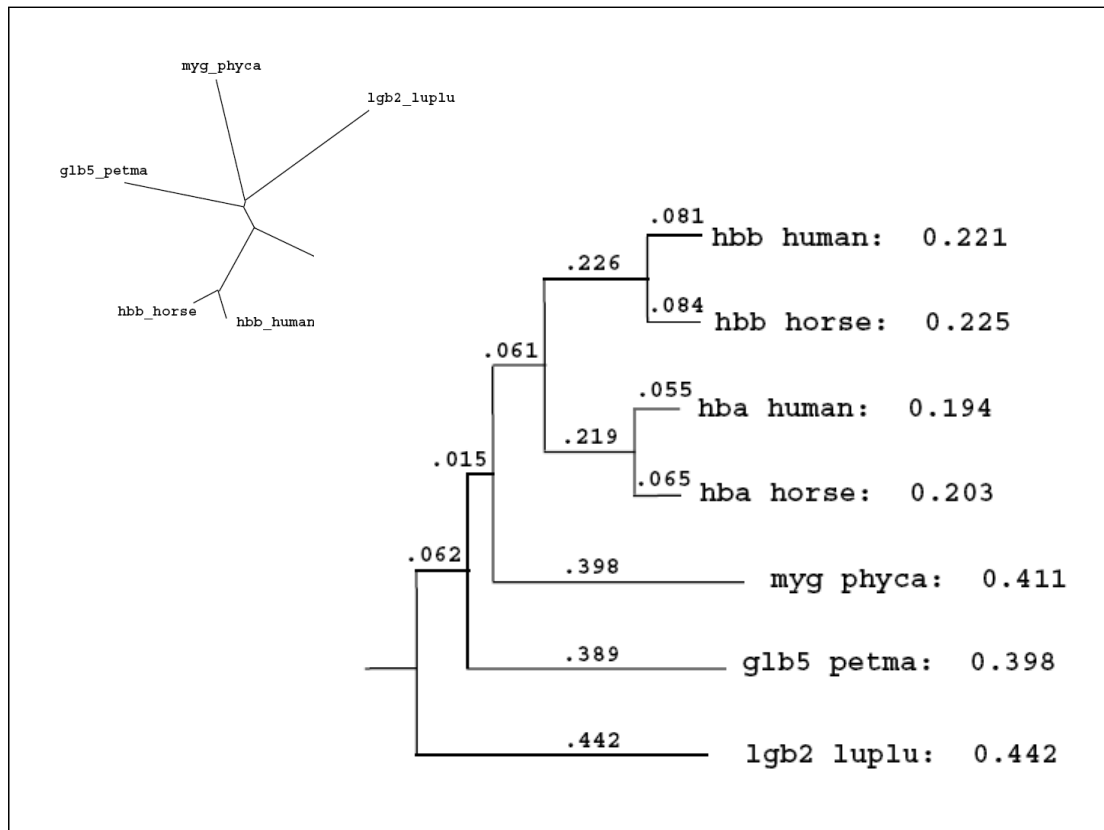 myg_phyca
lgb2_luplu
glb5_petma
hbb_horse
hbb_human
.081
hbb human: 0.221
.226
.084
hbb horse: 0.225
.061
.055
hba human: 0.194
.219
.015
.065
hba horse: 0.203
.062
.398
myg phyca: 0.411
.389
glb5 petma: 0.398
.442
lgb2 luplu: 0.442